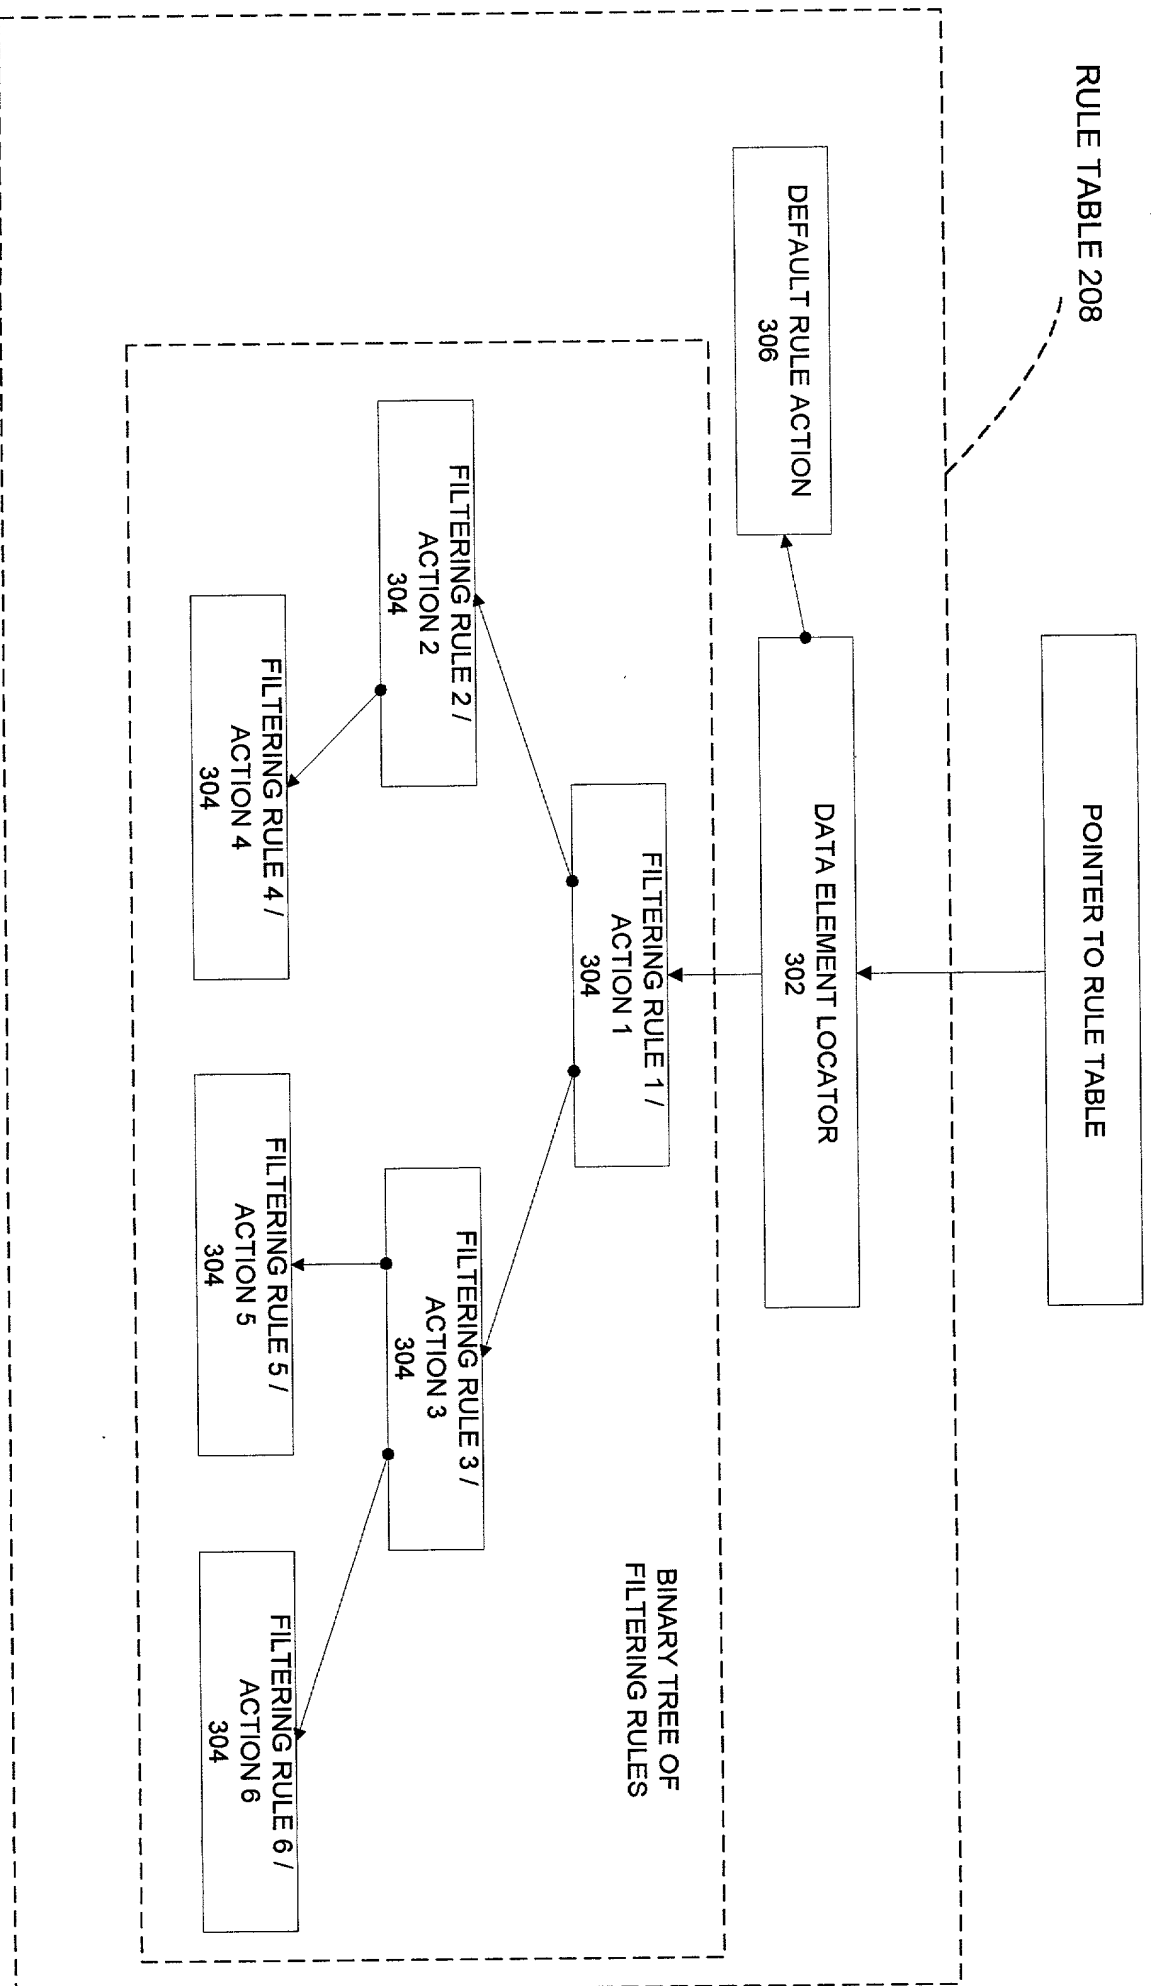 RULE TABLE 208
POINTER TO RULE TABLE
DATA ELEMENT LOCATOR
302
DEFAULT RULE ACTION
306
BINARY TREE OF
FILTERING RULES
FILTERING RULE 1 /
ACTION 1
304
FILTERING RULE 2 /
ACTION 2
304
FILTERING RULE 3 /
ACTION 3
304
FILTERING RULE 4 /
ACTION 4
304
FILTERING RULE 5 /
ACTION 5
304
FILTERING RULE 6 /
ACTION 6
304